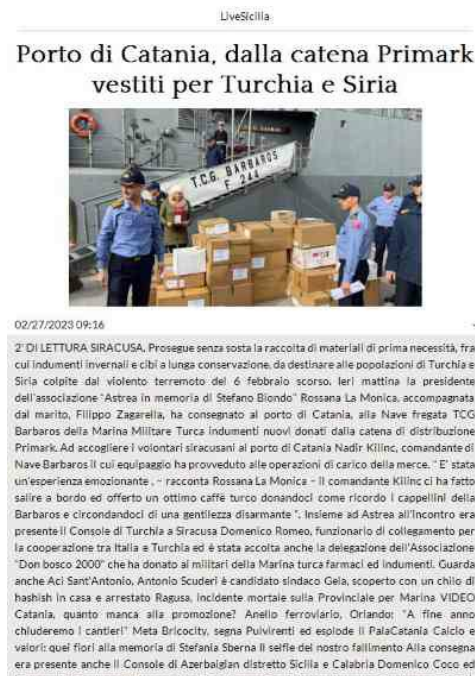 LiveSicilia
Porto di Catania, dalla catena Primark
vestiti per Turchia e Siria
T.C.G. BARBAROS
F 244
02/27/2023 09:16
2' DI LETTURA SIRACUSA. Prosegue senza sosta la raccolta di materiali di prima necessità, fra
cui indumenti invernali e cibi a lunga conservazione, da destinare alle popolazioni di Turchia e
Siria colpite dal violento terremoto del 6 febbraio scorso. Ieri mattina la presidente
dell'associazione "Astrea in memoria di Stefano Biondo" Rossana La Monica, accompagnata
dal marito, Filippo Zagarella, ha consegnato al porto di Catania, alla Nave fregata TCG
Barbaros della Marina Militare Turca indumenti nuovi donati dalla catena di distribuzione
Primark. Ad accogliere i volontari siracusani al porto di Catania Nadir Kilinc, comandante di
Nave Barbaros il cui equipaggio ha provveduto alle operazioni di carico della merce. " E' stata
un'esperienza emozionante , – racconta Rossana La Monica – il comandante Kilinc ci ha fatto
salire a bordo ed offerto un ottimo caffè turco donandoci come ricordo i cappellini della
Barbaros e circondandoci di una gentilezza disarmante ". Insieme ad Astrea all'incontro era
presente il Console di Turchia a Siracusa Domenico Romeo, funzionario di collegamento per
la cooperazione tra Italia e Turchia ed è stata accolta anche la delegazione dell'Associazione
"Don bosco 2000" che ha donato ai militari della Marina turca farmaci ed indumenti. Guarda
anche Aci Sant'Antonio, Antonio Scuderi è candidato sindaco Gela, scoperto con un chilo di
hashish in casa e arrestato Ragusa, incidente mortale sulla Provinciale per Marina VIDEO
Catania, quanto manca alla promozione? Anello ferroviario, Orlando: "A fine anno
chiuderemo i cantieri" Meta Bricocity, segna Pulvirenti ed esplode il PalaCatania Calcio e
valori: quei fiori alla memoria di Stefania Sberna Il selfie del nostro fallimento Alla consegna
era presente anche il Console di Azerbaigian distretto Sicilia e Calabria Domenico Coco ed